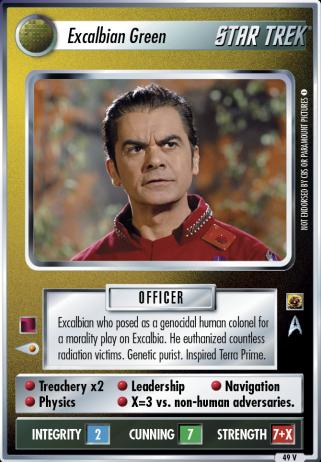 Excalbian Green STAR TREK
NOT ENDORSED BY CBS OR PARAMOUNT PICTURES
OFFICER
Excalbian who posed as a genocidal human colonel for
a morality play on Excalbia. He euthanized countless
radiation victims. Genetic purist. Inspired Terra Prime.
Treachery x2 Leadership Navigation
Physics X=3 vs. non-human adversaries.
INTEGRITY 2 CUNNING 7 STRENGTH 7+X
49 V